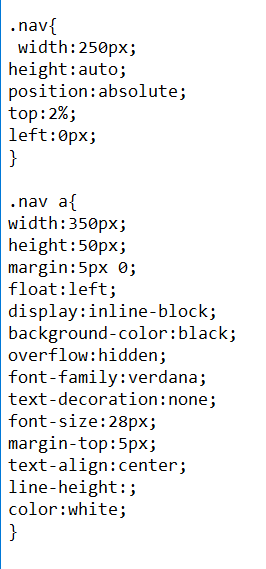 .nav{
 width:250px;
height:auto;
position:absolute;
top:2%;
left:0px;
}

.nav a{
width:350px;
height:50px;
margin:5px 0;
float:left;
display:inline-block;
background-color:black;
overflow:hidden;
font-family:verdana;
text-decoration:none;
font-size:28px;
margin-top:5px;
text-align:center;
line-height:;
color:white;
}